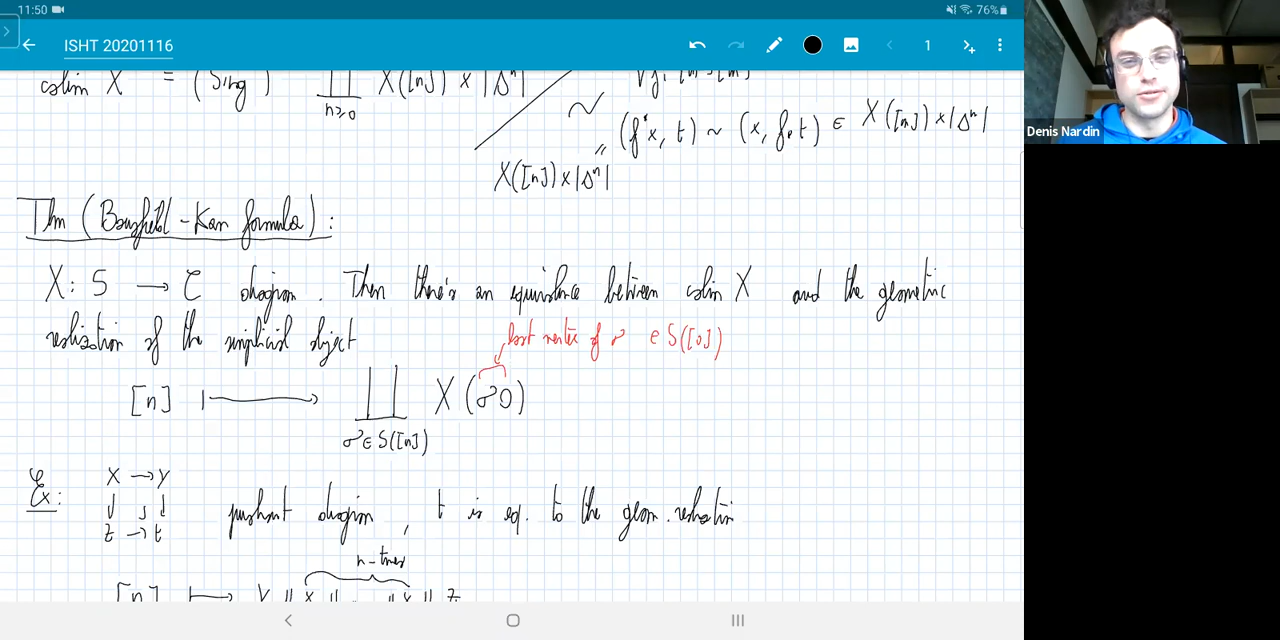 11:50 76%
ISHT 20201116 1
colim X = (Sing ) ∐ X([n]) × |Δⁿ|
n≥0
(f*x, t) ~ (x, f_* t) ∈ X([n]) × |Δⁿ|
X([n]) × |Δⁿ|
Thm (Bousfield-Kan formula):
X: S → C diagram. Then there's an equivalence between colim X and the geometric
realization of the simplicial object
last vertex of σ ∈ S([0])
[n] ↦ ∐ X(σ0)
σ ∈ S([n])
Ex: X → Y
↓ ↓ pushout diagram, t is eq. to the geom. realization
Z → t
n-times
[n] ↦ Y ⨿ X ⨿ ... ⨿ X ⨿ Z
Denis Nardin